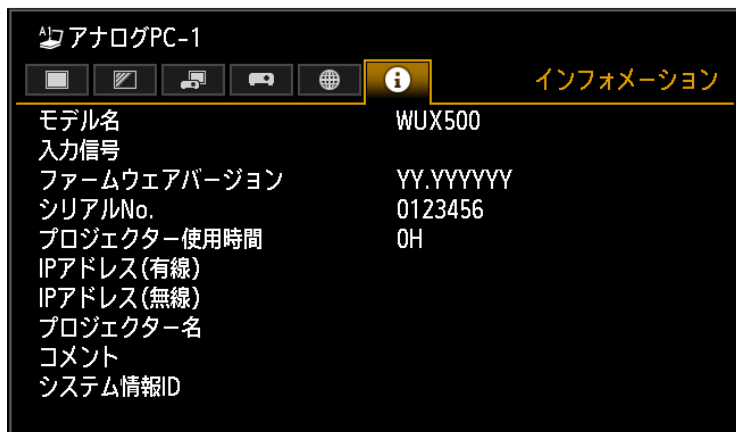 A1 アナログPC-1
インフォメーション
モデル名 WUX500
入力信号
ファームウェアバージョン YY.YYYYYY
シリアルNo. 0123456
プロジェクター使用時間 0H
IPアドレス(有線)
IPアドレス(無線)
プロジェクター名
コメント
システム情報ID